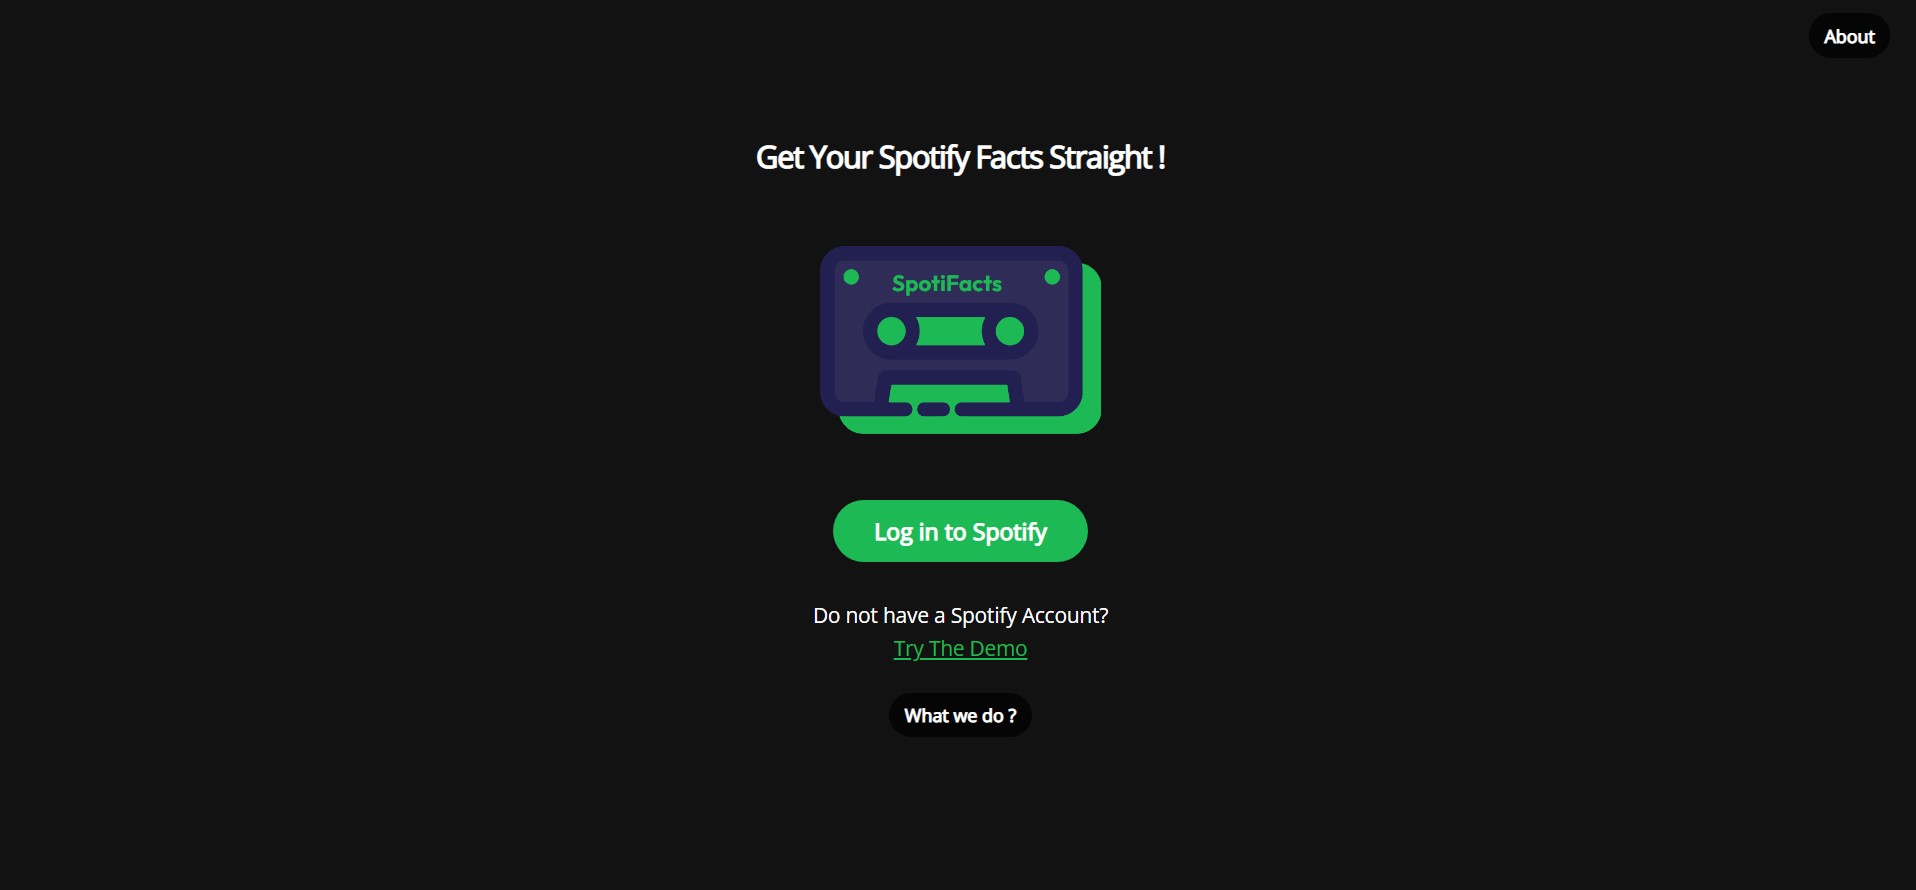 About
Get Your Spotify Facts Straight !
SpotiFacts
Log in to Spotify
Do not have a Spotify Account?
Try The Demo
What we do ?